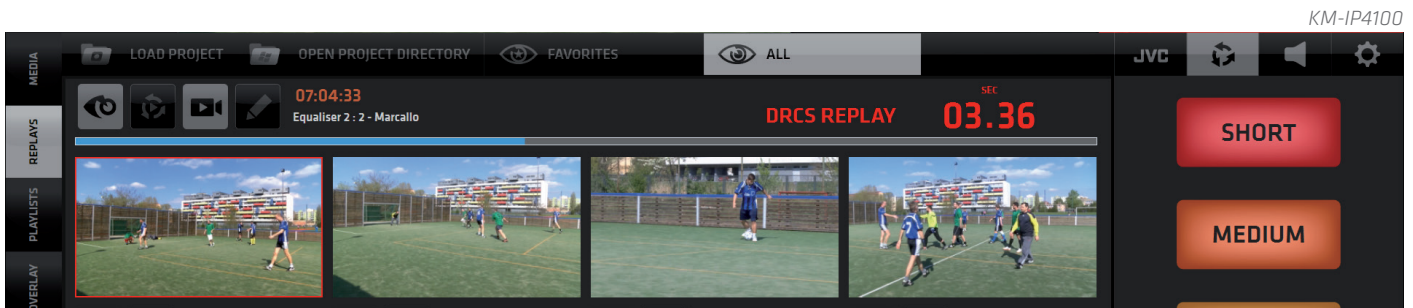 KM-IP4100
MEDIA
LOAD PROJECT
OPEN PROJECT DIRECTORY
FAVORITES
ALL
JVC
07:04:33
Equaliser 2 : 2 - Marcallo
DRCS REPLAY
SEC
03.36
SHORT
REPLAYS
PLAYLISTS
MEDIUM
OVERLAY